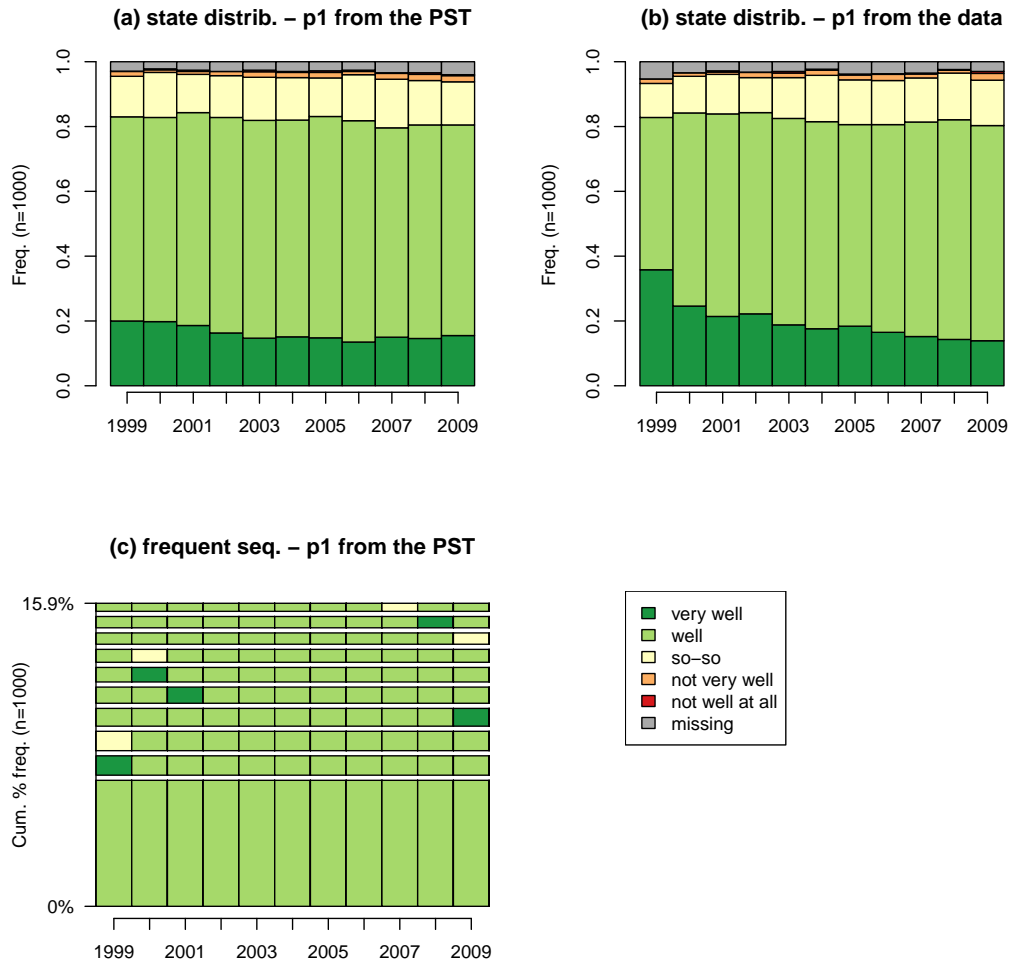 (a) state distrib. – p1 from the PST
Freq. (n=1000)
1.0
0.8
0.6
0.4
0.2
0.0
1999 2001 2003 2005 2007 2009
(b) state distrib. – p1 from the data
Freq. (n=1000)
1.0
0.8
0.6
0.4
0.2
0.0
1999 2001 2003 2005 2007 2009
(c) frequent seq. – p1 from the PST
Cum. % freq. (n=1000)
15.9%
0%
1999 2001 2003 2005 2007 2009
very well
well
so–so
not very well
not well at all
missing